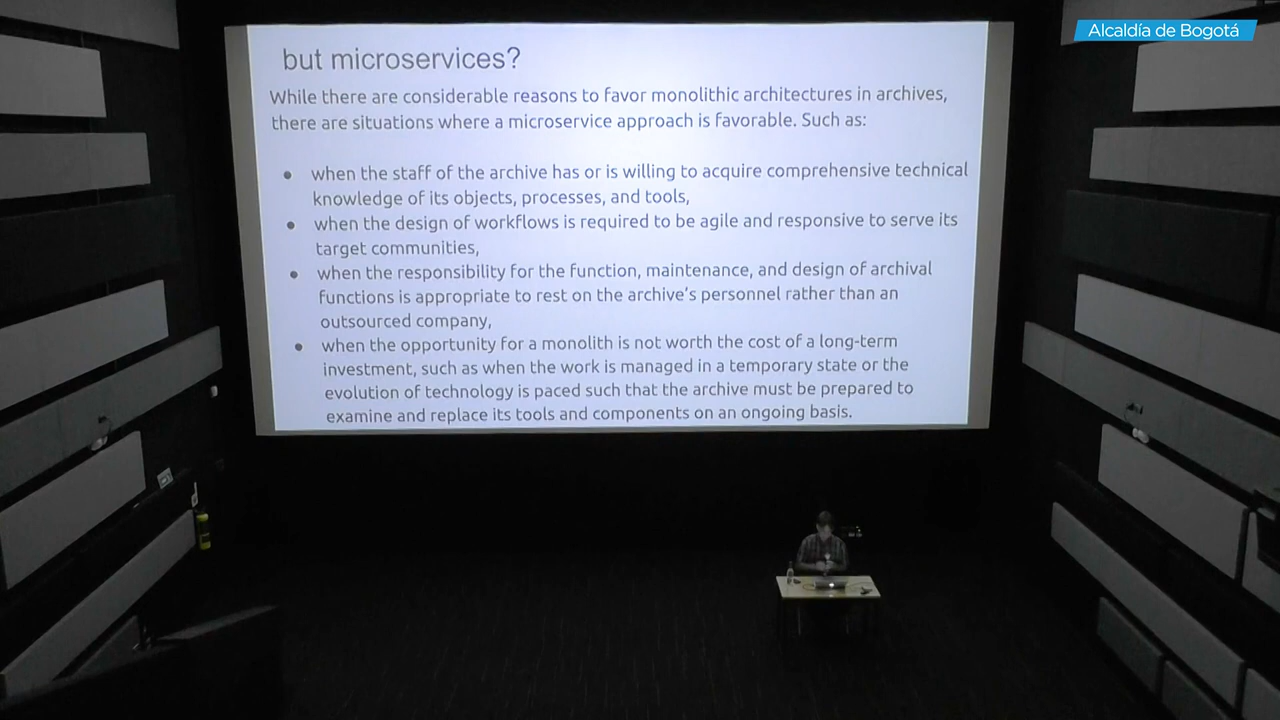 Alcaldía de Bogotá
but microservices?
While there are considerable reasons to favor monolithic architectures in archives,
there are situations where a microservice approach is favorable. Such as:
● when the staff of the archive has or is willing to acquire comprehensive technical
knowledge of its objects, processes, and tools,
● when the design of workflows is required to be agile and responsive to serve its
target communities,
● when the responsibility for the function, maintenance, and design of archival
functions is appropriate to rest on the archive's personnel rather than an
outsourced company,
● when the opportunity for a monolith is not worth the cost of a long-term
investment, such as when the work is managed in a temporary state or the
evolution of technology is paced such that the archive must be prepared to
examine and replace its tools and components on an ongoing basis.